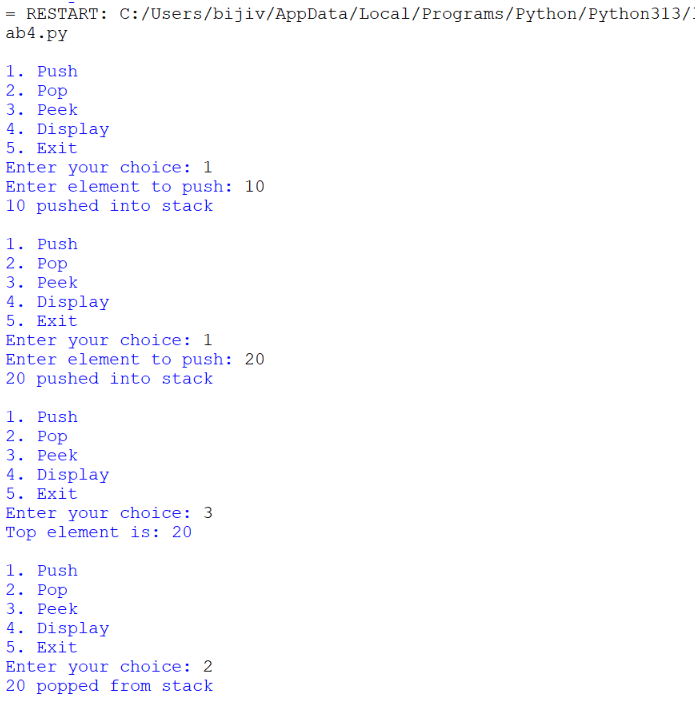 = RESTART: C:/Users/bijiv/AppData/Local/Programs/Python/Python313/
ab4.py
1. Push
2. Pop
3. Peek
4. Display
5. Exit
Enter your choice: 1
Enter element to push: 10
10 pushed into stack
1. Push
2. Pop
3. Peek
4. Display
5. Exit
Enter your choice: 1
Enter element to push: 20
20 pushed into stack
1. Push
2. Pop
3. Peek
4. Display
5. Exit
Enter your choice: 3
Top element is: 20
1. Push
2. Pop
3. Peek
4. Display
5. Exit
Enter your choice: 2
20 popped from stack